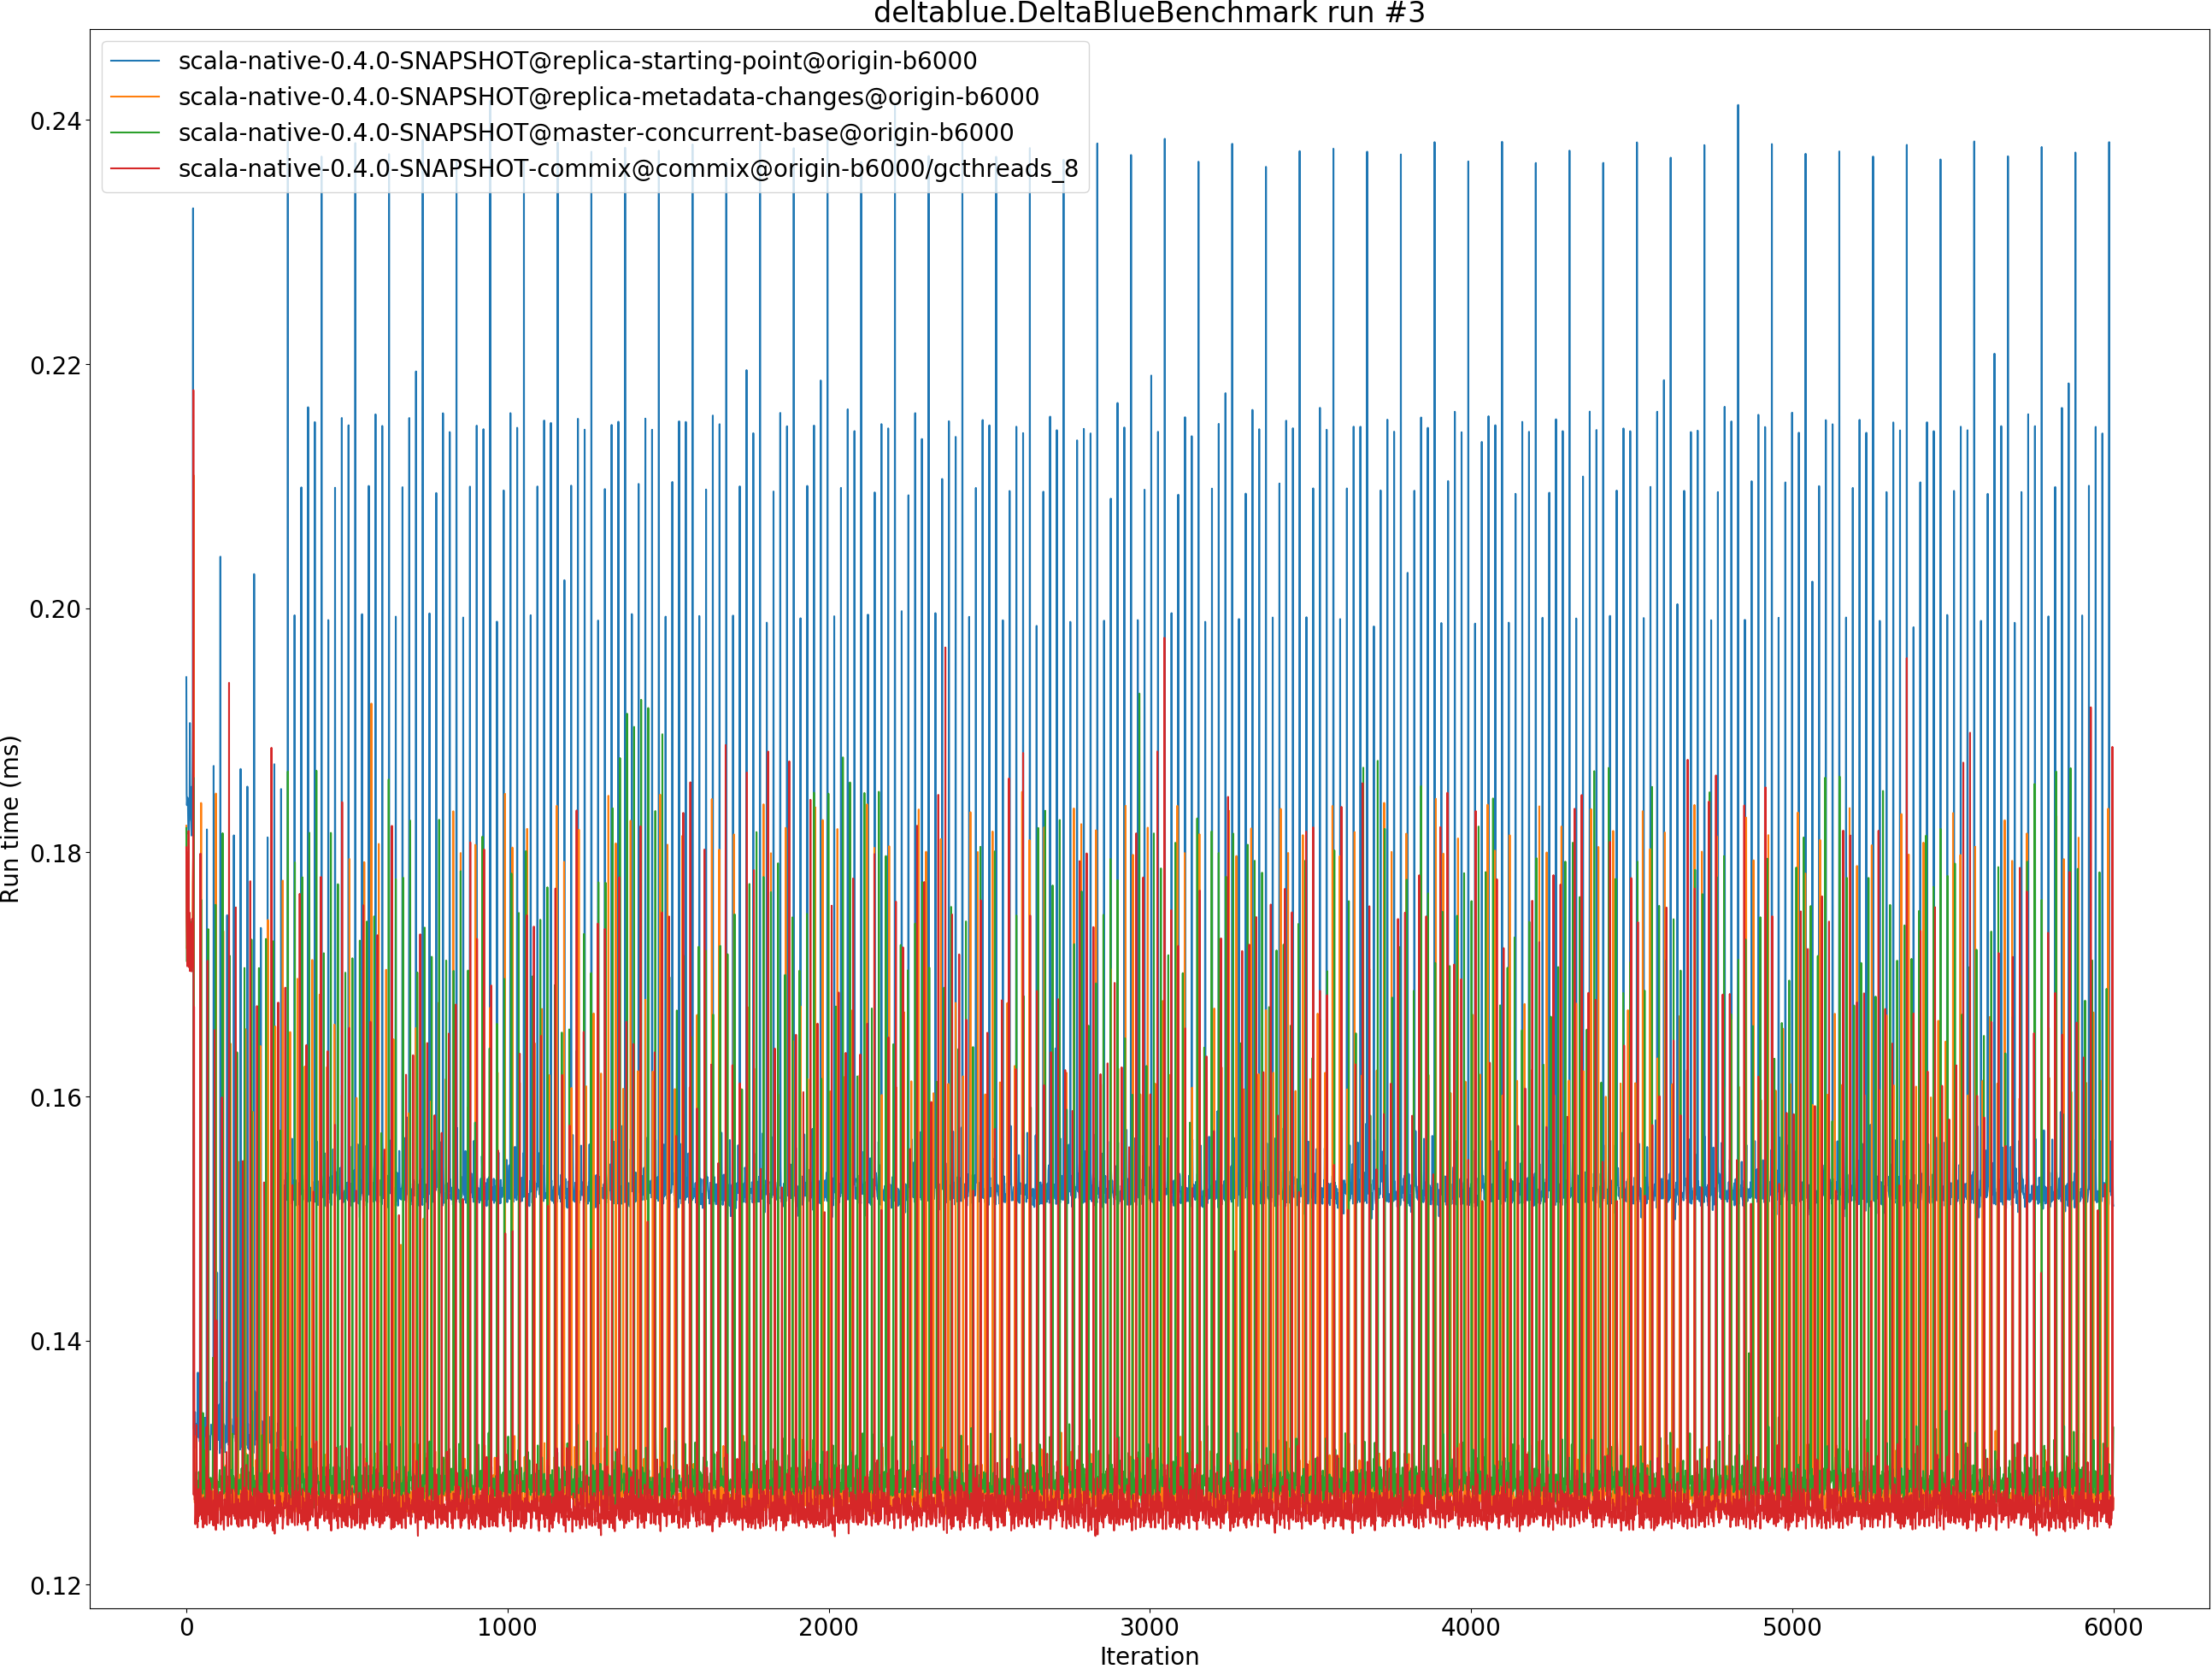 deltablue.DeltaBlueBenchmark run #3
scala-native-0.4.0-SNAPSHOT@replica-starting-point@origin-b6000
scala-native-0.4.0-SNAPSHOT@replica-metadata-changes@origin-b6000
scala-native-0.4.0-SNAPSHOT@master-concurrent-base@origin-b6000
scala-native-0.4.0-SNAPSHOT-commix@commix@origin-b6000/gcthreads_8
Run time (ms)
0.24
0.22
0.20
0.18
0.16
0.14
0.12
0 1000 2000 3000 4000 5000 6000
Iteration